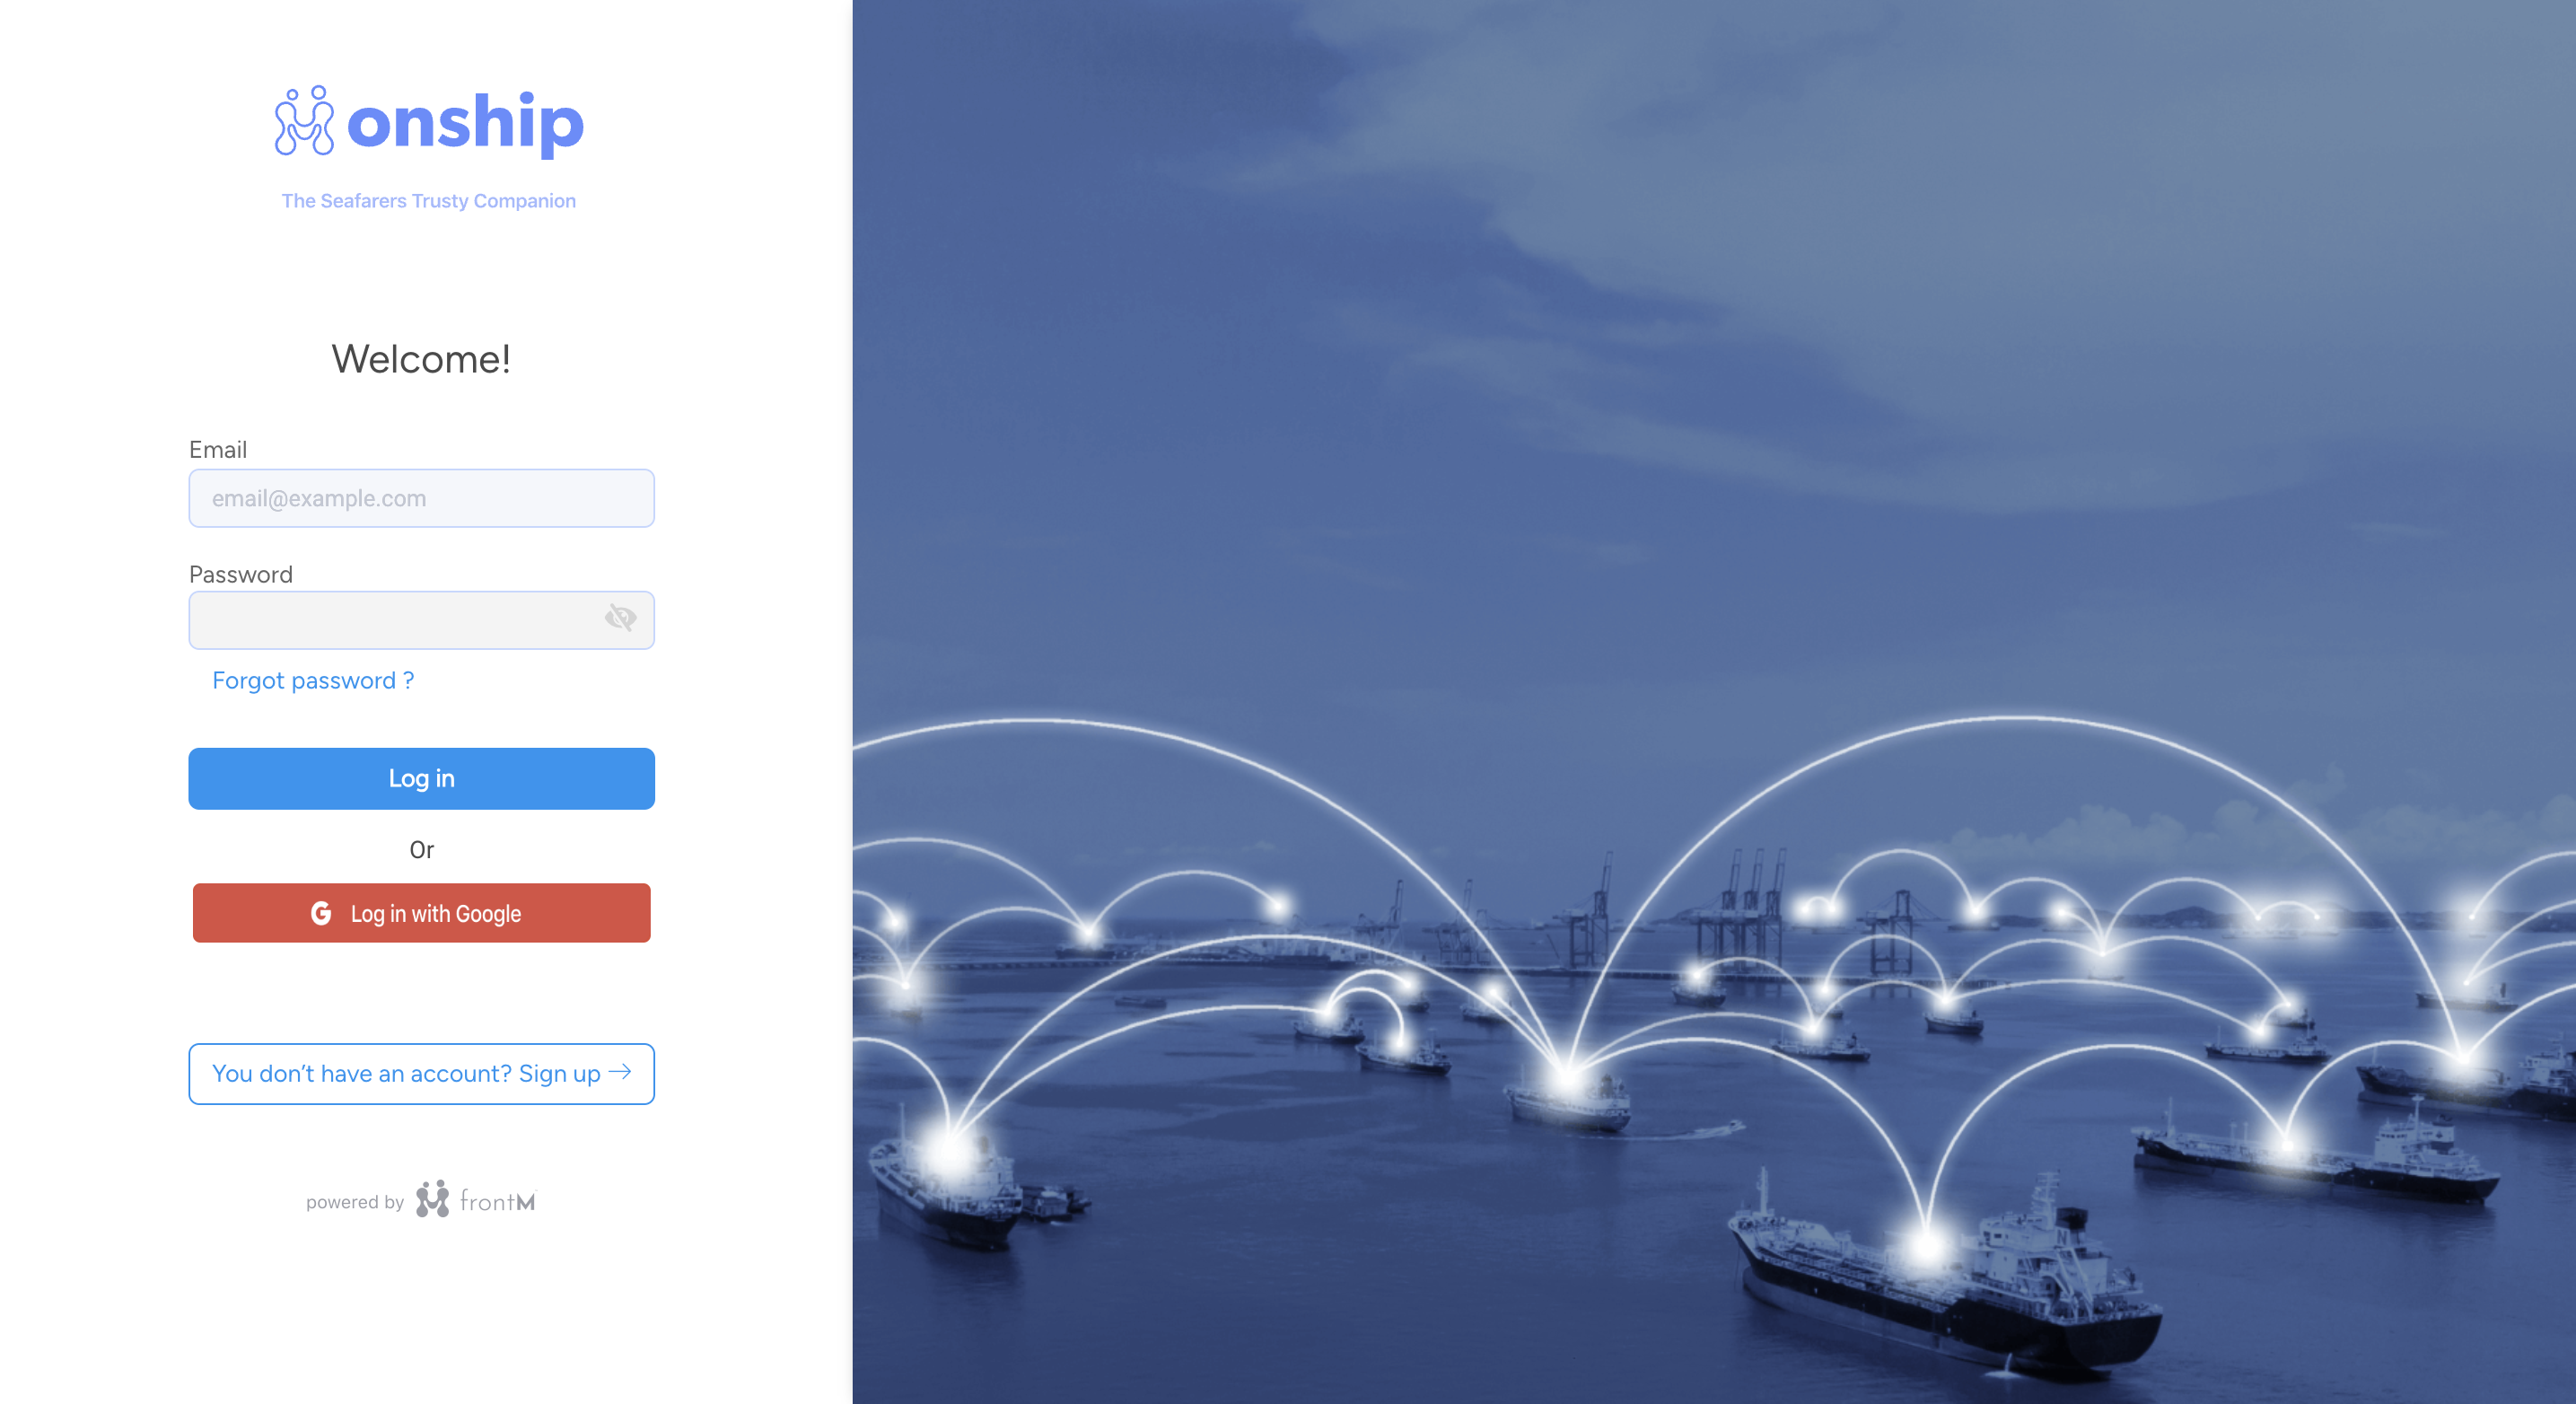 onship
The Seafarers Trusty Companion
Welcome!
Email
email@example.com
Password
Forgot password ?
Log in
Or
G Log in with Google
You don’t have an account? Sign up →
powered by frontM